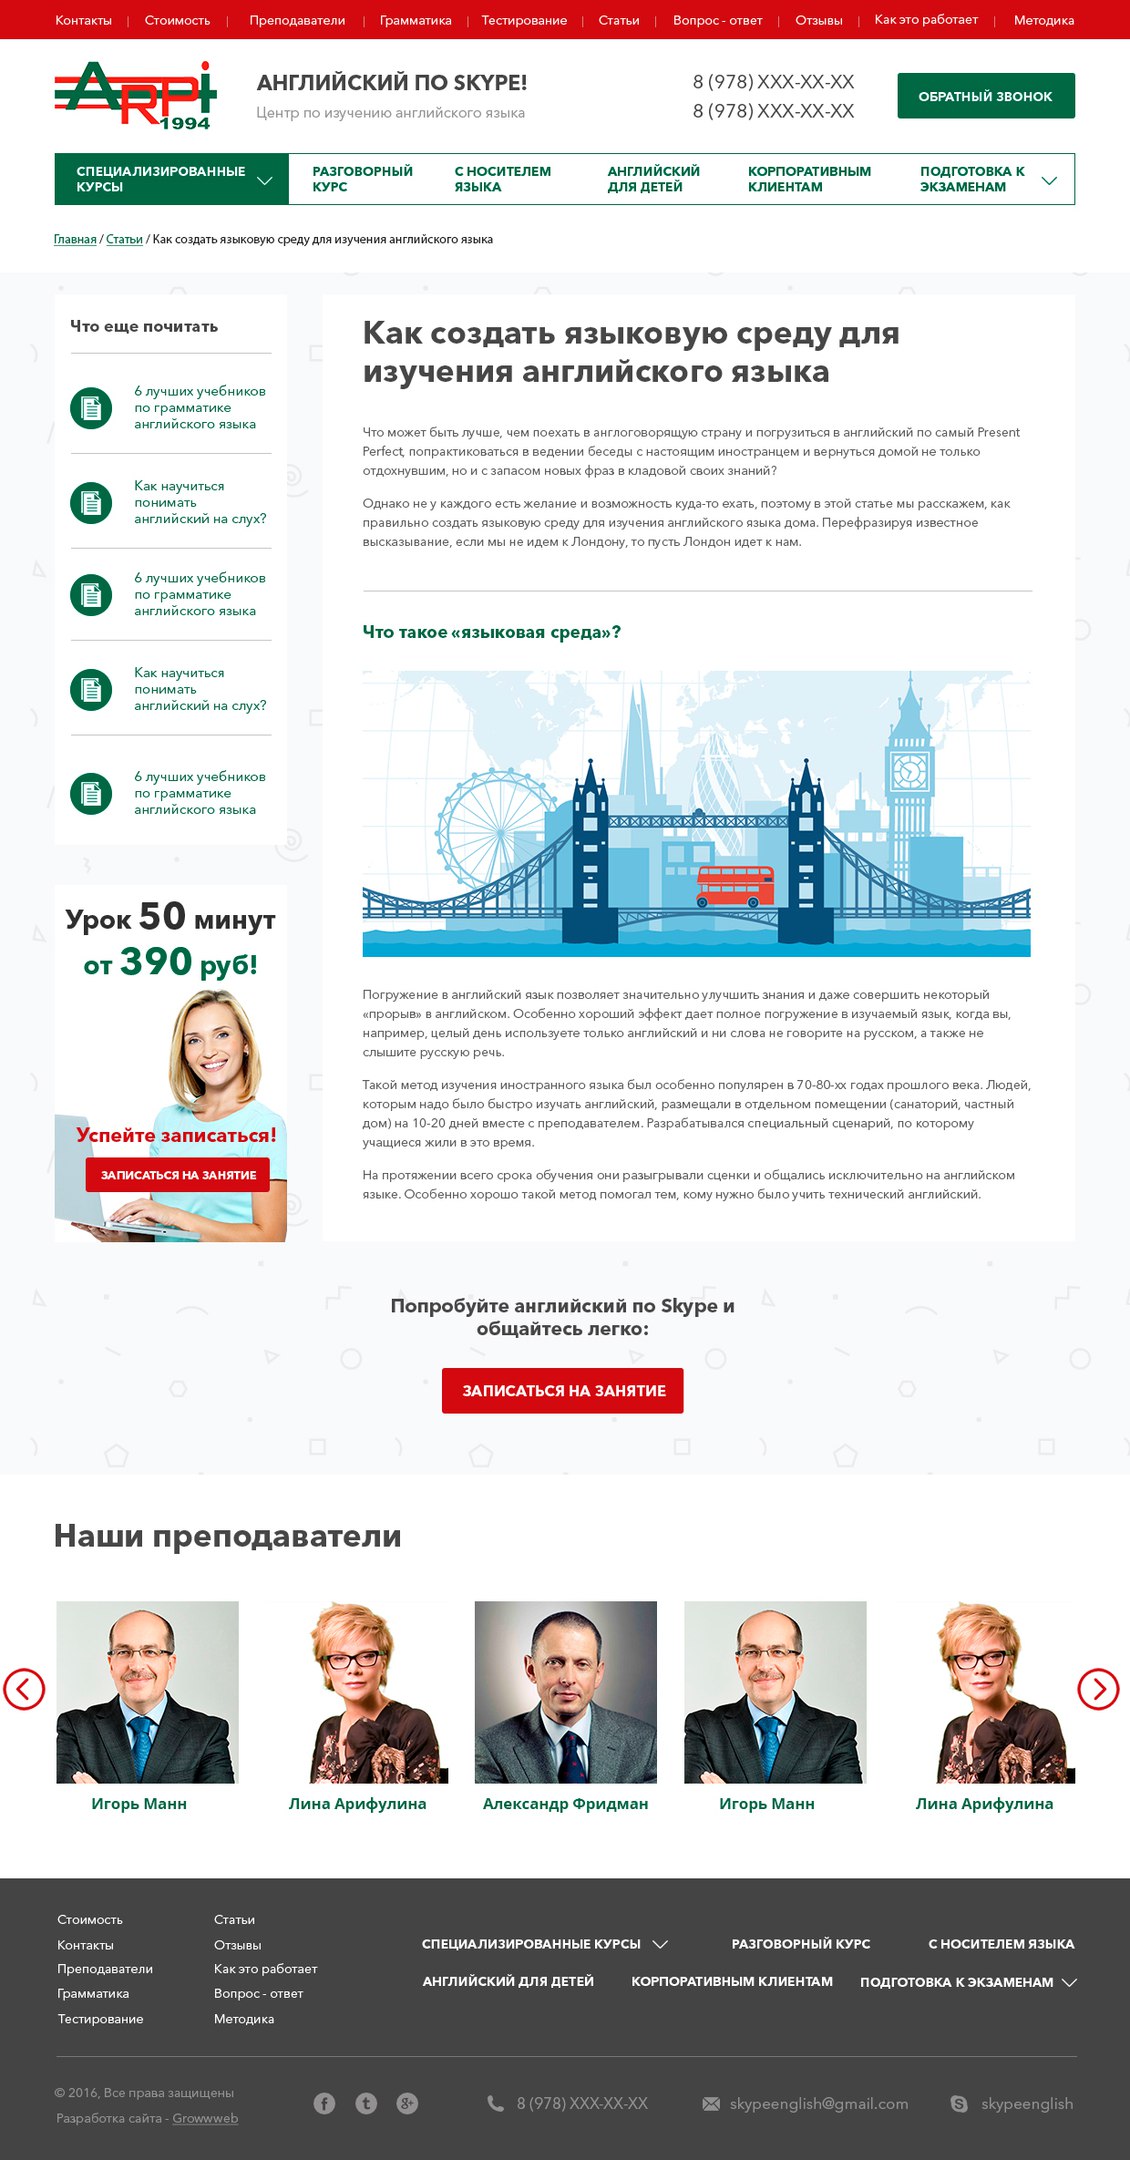 Контакты | Стоимость | Преподаватели | Грамматика | Тестирование | Статьи | Вопрос - ответ | Отзывы | Как это работает | Методика
ARPi
1994
АНГЛИЙСКИЙ ПО SKYPE!
Центр по изучению английского языка
8 (978) XXX-XX-XX
8 (978) XXX-XX-XX
ОБРАТНЫЙ ЗВОНОК
СПЕЦИАЛИЗИРОВАННЫЕ
КУРСЫ
РАЗГОВОРНЫЙ
КУРС
С НОСИТЕЛЕМ
ЯЗЫКА
АНГЛИЙСКИЙ
ДЛЯ ДЕТЕЙ
КОРПОРАТИВНЫМ
КЛИЕНТАМ
ПОДГОТОВКА К
ЭКЗАМЕНАМ
Главная / Статьи / Как создать языковую среду для изучения английского языка
Что еще почитать
6 лучших учебников
по грамматике
английского языка
Как научиться
понимать
английский на слух?
6 лучших учебников
по грамматике
английского языка
Как научиться
понимать
английский на слух?
6 лучших учебников
по грамматике
английского языка
Урок 50 минут
от 390 руб!
Успейте записаться!
ЗАПИСАТЬСЯ НА ЗАНЯТИЕ
Как создать языковую среду для
изучения английского языка
Что может быть лучше, чем поехать в англоговорящую страну и погрузиться в английский по самый Present
Perfect, попрактиковаться в ведении беседы с настоящим иностранцем и вернуться домой не только
отдохнувшим, но и с запасом новых фраз в кладовой своих знаний?
Однако не у каждого есть желание и возможность куда-то ехать, поэтому в этой статье мы расскажем, как
правильно создать языковую среду для изучения английского языка дома. Перефразируя известное
высказывание, если мы не идем к Лондону, то пусть Лондон идет к нам.
Что такое «языковая среда»?
Погружение в английский язык позволяет значительно улучшить знания и даже совершить некоторый
«прорыв» в английском. Особенно хороший эффект дает полное погружение в изучаемый язык, когда вы,
например, целый день используете только английский и ни слова не говорите на русском, а также не
слышите русскую речь.
Такой метод изучения иностранного языка был особенно популярен в 70-80-хх годах прошлого века. Людей,
которым надо было быстро изучать английский, размещали в отдельном помещении (санаторий, частный
дом) на 10-20 дней вместе с преподавателем. Разрабатывался специальный сценарий, по которому
учащиеся жили в это время.
На протяжении всего срока обучения они разыгрывали сценки и общались исключительно на английском
языке. Особенно хорошо такой метод помогал тем, кому нужно было учить технический английский.
Попробуйте английский по Skype и
общайтесь легко:
ЗАПИСАТЬСЯ НА ЗАНЯТИЕ
Наши преподаватели
Игорь Манн
Лина Арифулина
Александр Фридман
Игорь Манн
Лина Арифулина
Стоимость
Контакты
Преподаватели
Грамматика
Тестирование
Статьи
Отзывы
Как это работает
Вопрос - ответ
Методика
СПЕЦИАЛИЗИРОВАННЫЕ КУРСЫ
РАЗГОВОРНЫЙ КУРС
С НОСИТЕЛЕМ ЯЗЫКА
АНГЛИЙСКИЙ ДЛЯ ДЕТЕЙ
КОРПОРАТИВНЫМ КЛИЕНТАМ
ПОДГОТОВКА К ЭКЗАМЕНАМ
© 2016, Все права защищены
Разработка сайта - Growwweb
8 (978) XXX-XX-XX
skypeenglish@gmail.com
skypeenglish